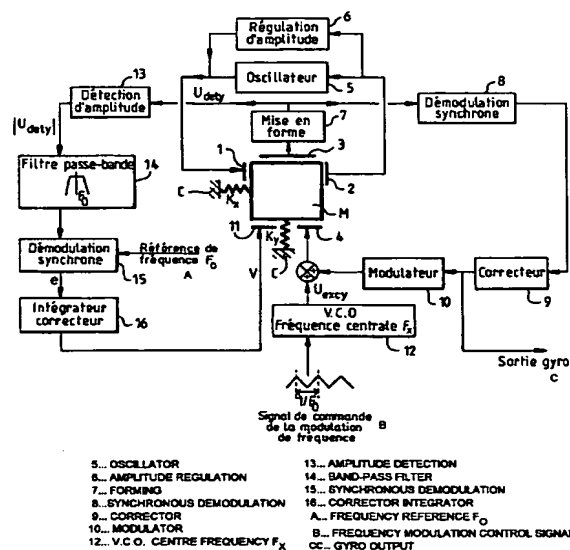 Régulation
d'amplitude
6
Oscillateur
5
13
Détection
d'amplitude
U dety
8
Démodulation
synchrone
Mise en
forme
7
|U dety|
1
3
2
Filtre passe-bande
F0
14
C
Kx
M
11
Ky
4
C
Démodulation
synchrone
15
Référence de
fréquence F0
A
V
e
Intégrateur
correcteur
16
Uexcy
Modulateur
10
Correcteur
9
V.C.O
Fréquence centrale Fx
12
Sortie gyro
C
1/F0
Signal de commande
de la modulation
de fréquence
B
5... OSCILLATOR
6... AMPLITUDE REGULATION
7... FORMING
8... SYNCHRONOUS DEMODULATION
9... CORRECTOR
10... MODULATOR
12... V.C.O. CENTRE FREQUENCY FX
13... AMPLITUDE DETECTION
14... BAND-PASS FILTER
15... SYNCHRONOUS DEMODULATION
16... CORRECTOR INTEGRATOR
A... FREQUENCY REFERENCE FO
B... FREQUENCY MODULATION CONTROL SIGNAL
CC... GYRO OUTPUT